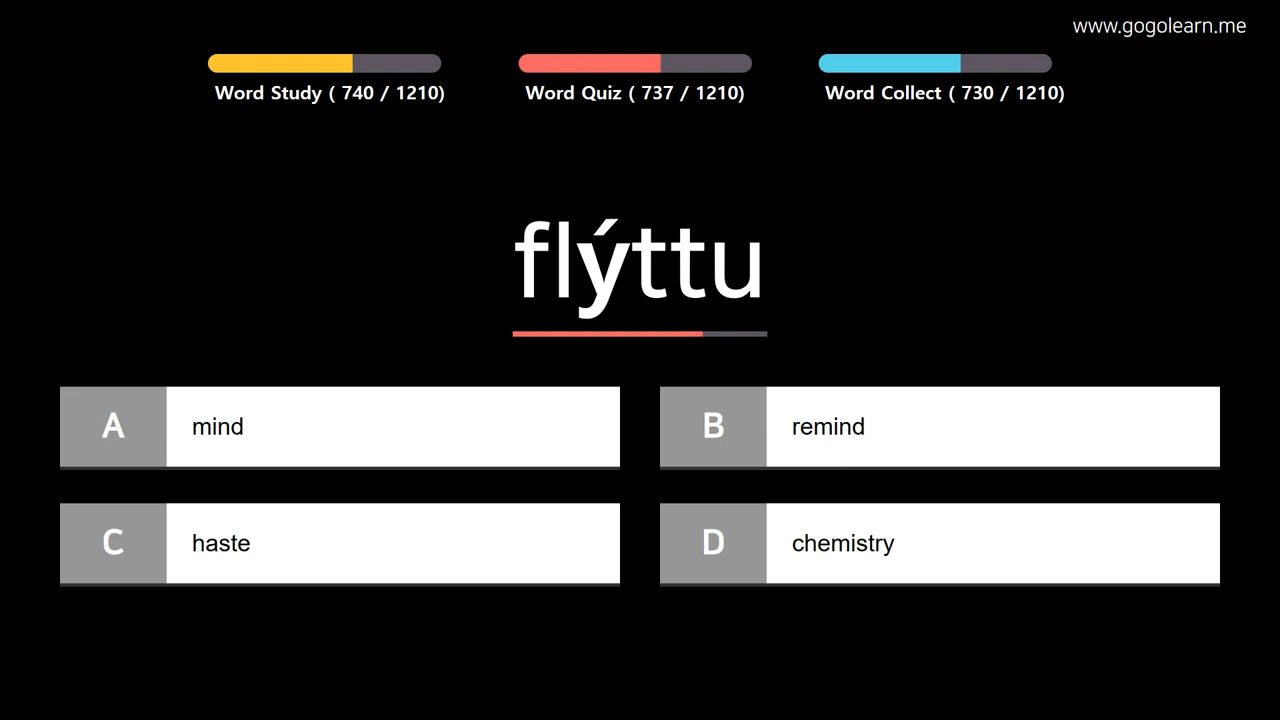 www.gogolearn.me
Word Study ( 740 / 1210)
Word Quiz ( 737 / 1210)
Word Collect ( 730 / 1210)
flýttu
A
mind
B
remind
C
haste
D
chemistry